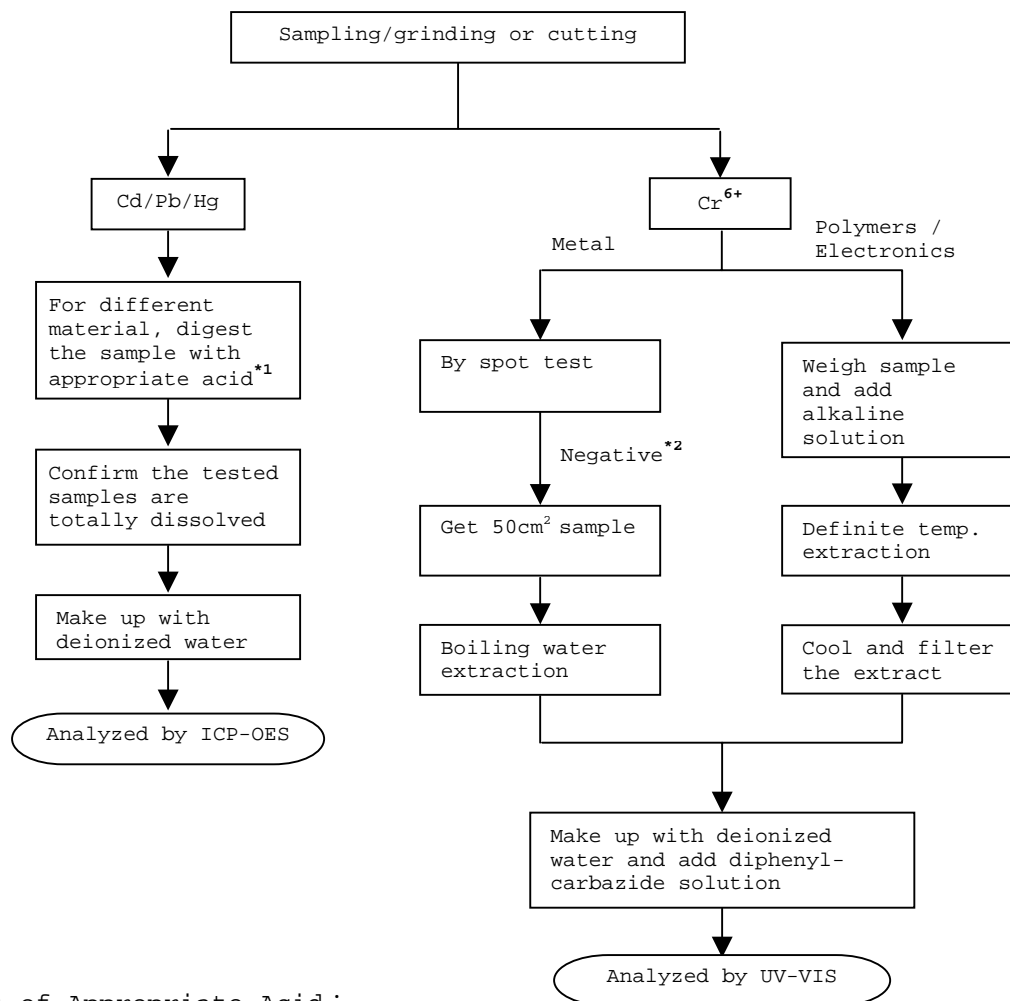 Sampling/grinding or cutting
Cd/Pb/Hg
For different
material, digest
the sample with
appropriate acid*1
Confirm the tested
samples are
totally dissolved
Make up with
deionized water
Analyzed by ICP-OES
Cr6+
Metal
By spot test
Negative*2
Get 50cm2 sample
Boiling water
extraction
Polymers /
Electronics
Weigh sample
and add
alkaline
solution
Definite temp.
extraction
Cool and filter
the extract
Make up with deionized
water and add diphenyl-
carbazide solution
Analyzed by UV-VIS
of Appropriate Acid: